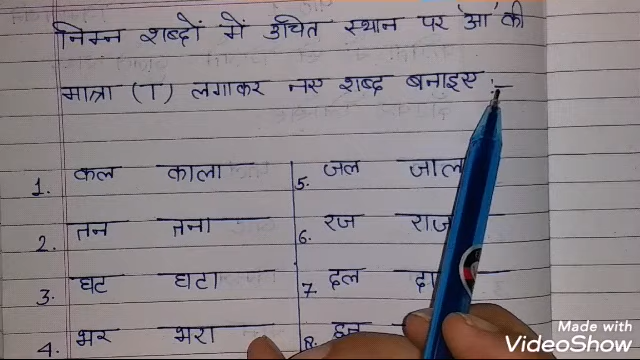 निम्न शब्दों में उचित स्थान पर 'आ' की
मात्रा (ा) लगाकर नए शब्द बनाइए :-
1. कल काला
2. तन तना
3. घट घटा
4. भर भरा
5. जल जाल
6. रज राज
7. दल
8.
Made with
VideoShow